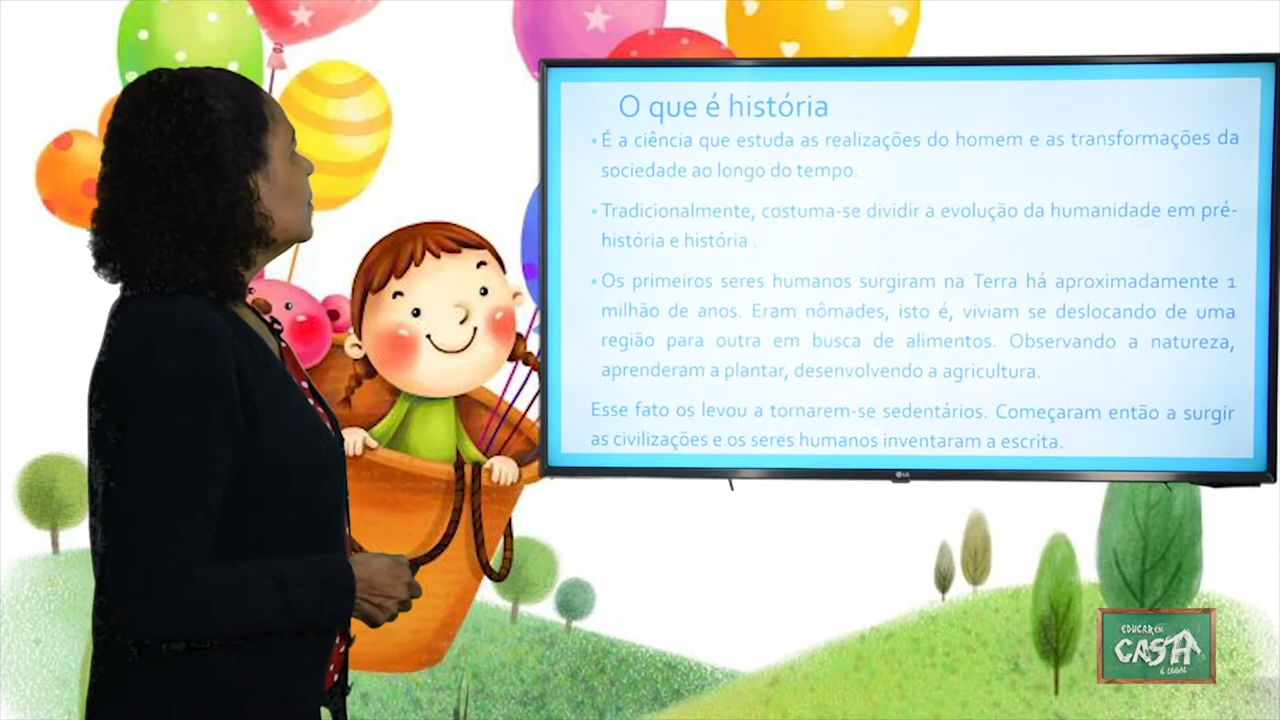 O que é história
▪É a ciência que estuda as realizações do homem e as transformações da
sociedade ao longo do tempo.
▪Tradicionalmente, costuma-se dividir a evolução da humanidade em pré-
história e história .
▪Os primeiros seres humanos surgiram na Terra há aproximadamente 1
milhão de anos. Eram nômades, isto é, viviam se deslocando de uma
região para outra em busca de alimentos. Observando a natureza,
aprenderam a plantar, desenvolvendo a agricultura.
Esse fato os levou a tornarem-se sedentários. Começaram então a surgir
as civilizações e os seres humanos inventaram a escrita.
LG
EDUCAR EM
CASA
É LEGAL